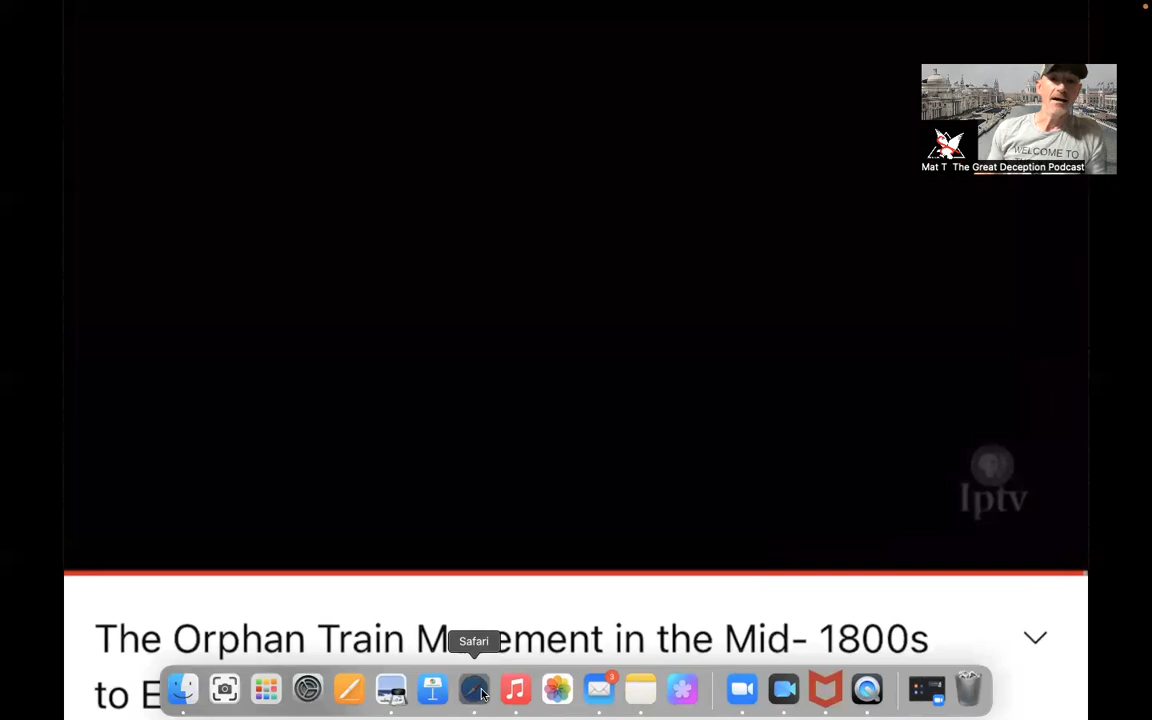 WELCOME TO
Mat T The Great Deception Podcast
Iptv
The Orphan Train M
ement in the Mid- 1800s
Safari
to E
3